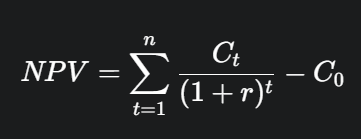 NPV = \sum_{t=1}^{n} \frac{C_t}{(1+r)^t} - C_0